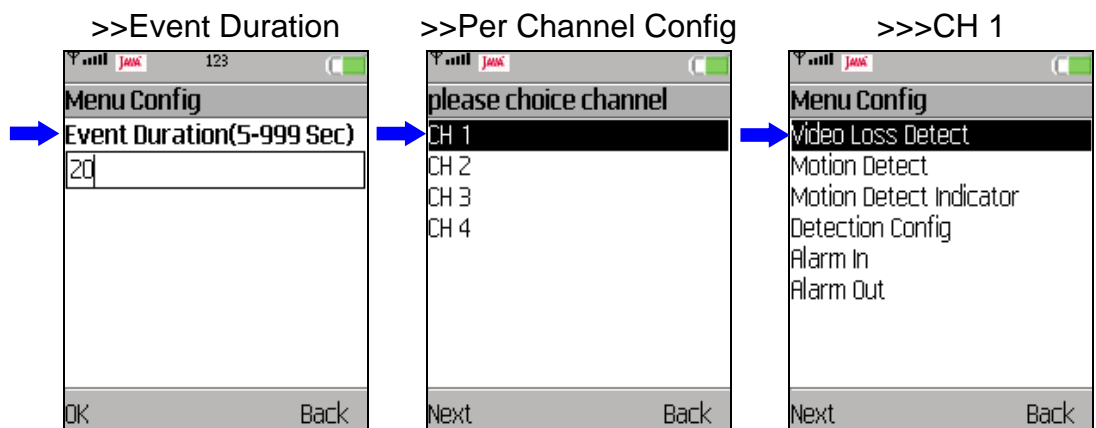 >>Event Duration
>>Per Channel Config
>>>CH 1
JAVA 123
Menu Config
Event Duration(5-999 Sec)
20
OK Back
JAVA
please choice channel
CH 1
CH 2
CH 3
CH 4
Next Back
JAVA
Menu Config
Video Loss Detect
Motion Detect
Motion Detect Indicator
Detection Config
Alarm In
Alarm Out
Next Back